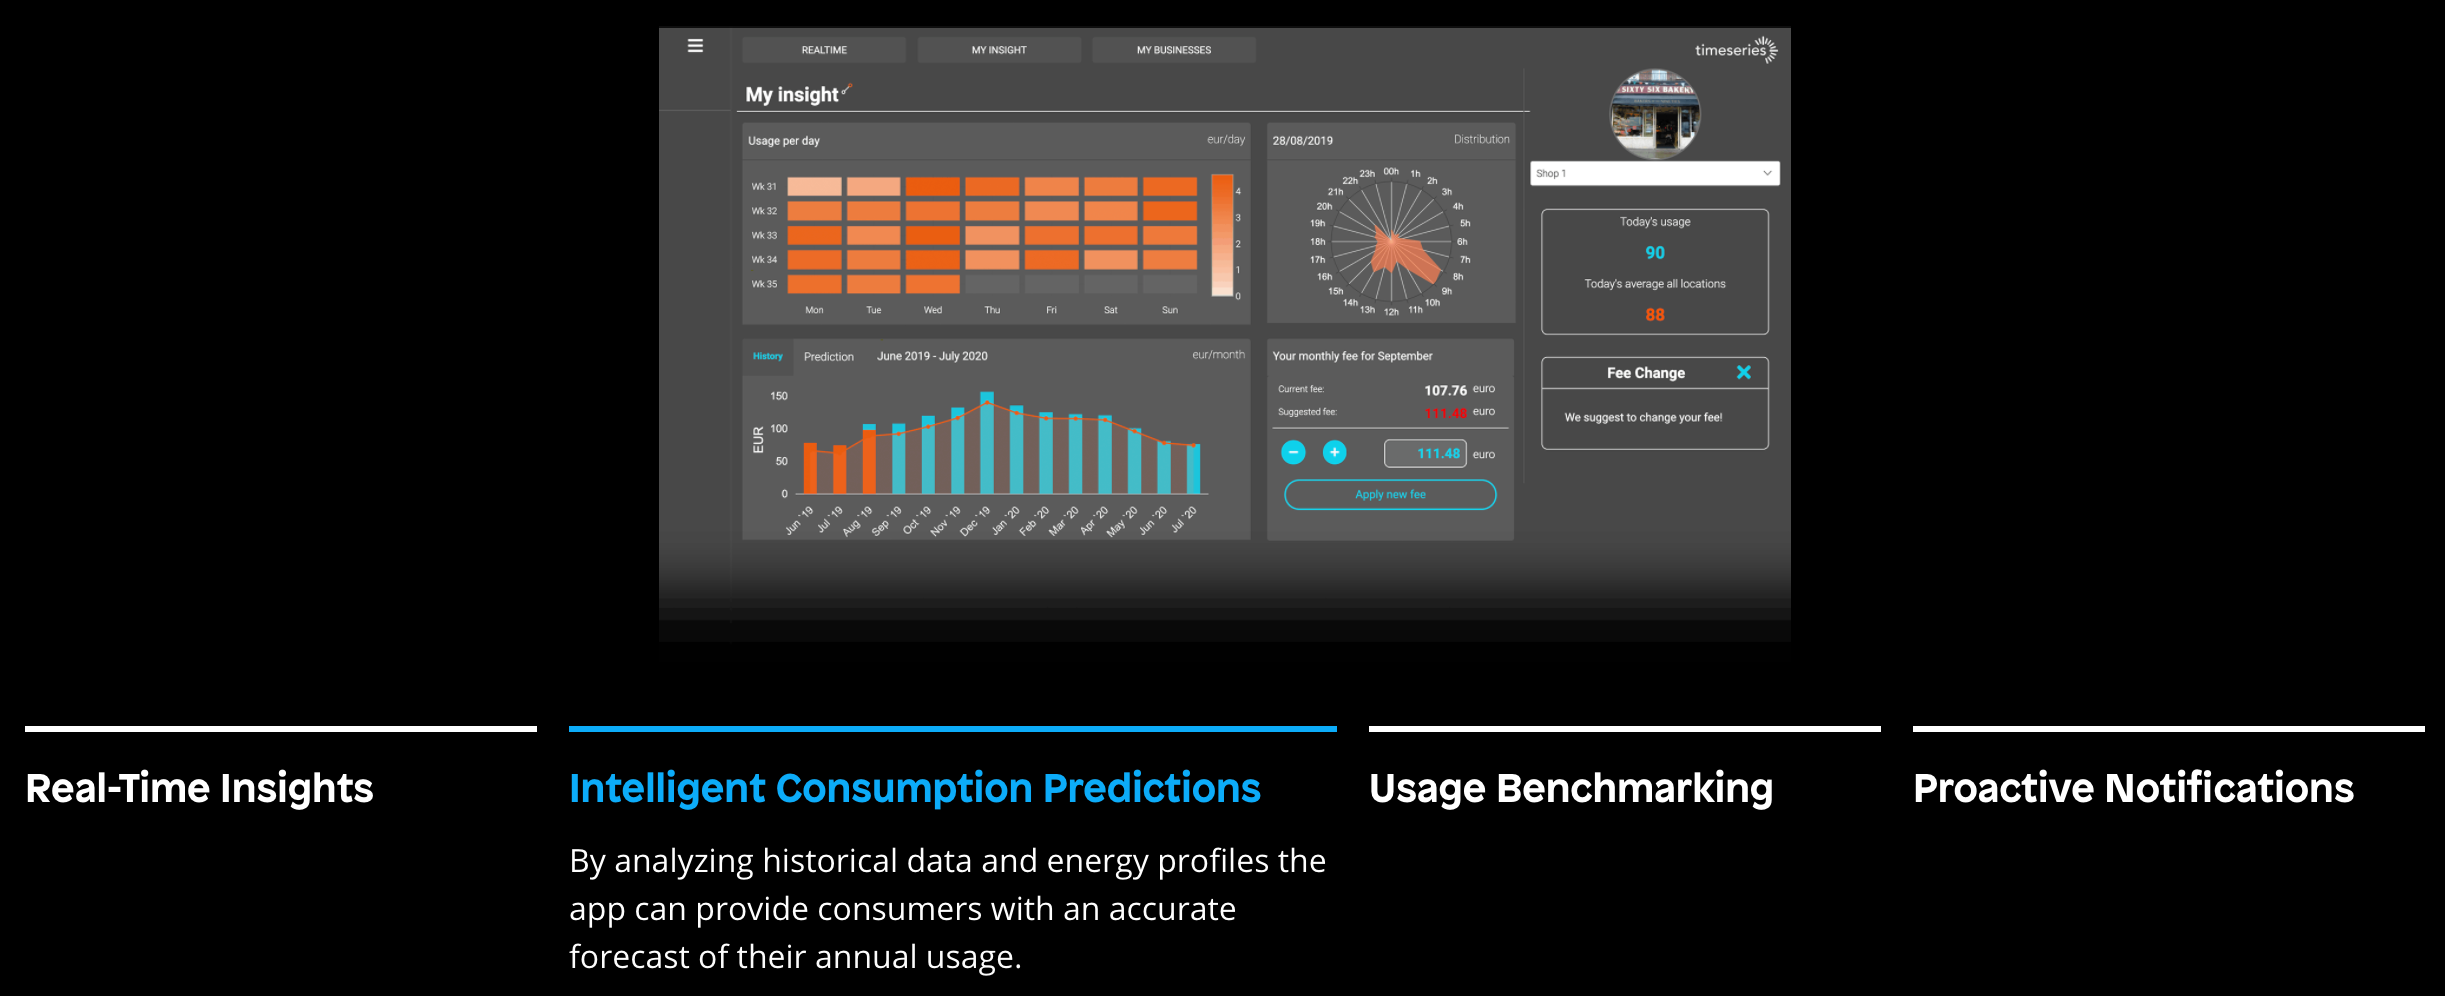 REALTIME
MY INSIGHT
MY BUSINESSES
timeseries
My insight
Usage per day
eur/day
Wk 31
Wk 32
Wk 33
Wk 34
Wk 35
Mon Tue Wed Thu Fri Sat Sun
4
3
2
1
0
28/08/2019
Distribution
00h
1h
2h
3h
4h
5h
6h
7h
8h
9h
10h
11h
12h
13h
14h
15h
16h
17h
18h
19h
20h
21h
22h
23h
SIXTY SIX BAKERY
Shop 1
Today's usage
90
Today's average all locations
88
Fee Change
We suggest to change your fee!
History
Prediction
June 2019 - July 2020
eur/month
EUR
150
100
50
0
Jun `19 Jul `19 Aug `19 Sep `19 Oct `19 Nov `19 Dec `19 Jan `20 Feb `20 Mar `20 Apr `20 May `20 Jun `20 Jul `20
Your monthly fee for September
Current fee: 107.76 euro
Suggested fee: 111.48 euro
111.48 euro
Apply new fee
Real-Time Insights
Intelligent Consumption Predictions
By analyzing historical data and energy profiles the
app can provide consumers with an accurate
forecast of their annual usage.
Usage Benchmarking
Proactive Notifications